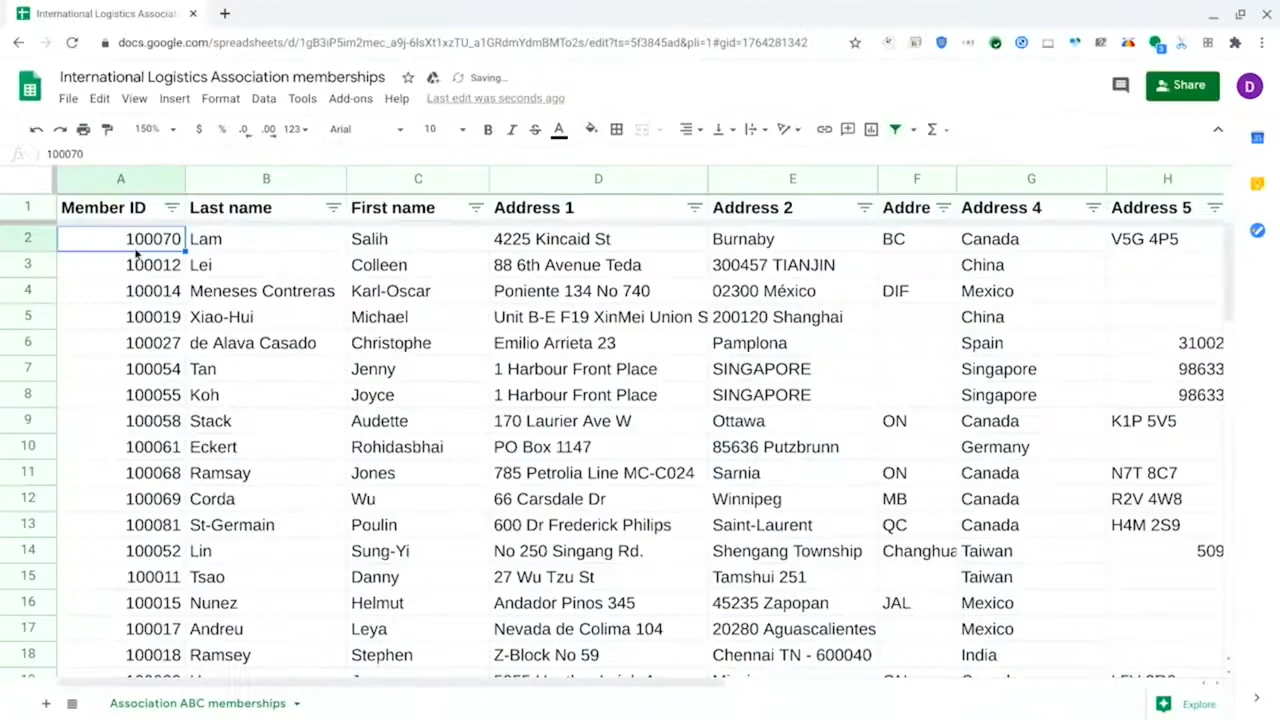 International Logistics Associat
docs.google.com/spreadsheets/d/1gB3iP5im2mec_a9j-6lsXt1xzTU_a1GRdmYdmBMTo2s/edit?ts=5f3845ad&pli=1#gid=1764281342
International Logistics Association memberships Saving...
Share D
File Edit View Insert Format Data Tools Add-ons Help Last edit was seconds ago
150% $ % .0 .00 123 Arial 10 B I S A Σ
fx 100070
A B C D E F G H
1 Member ID Last name First name Address 1 Address 2 Addre Address 4 Address 5
2 100070 Lam Salih 4225 Kincaid St Burnaby BC Canada V5G 4P5
3 100012 Lei Colleen 88 6th Avenue Teda 300457 TIANJIN China
4 100014 Meneses Contreras Karl-Oscar Poniente 134 No 740 02300 México DIF Mexico
5 100019 Xiao-Hui Michael Unit B-E F19 XinMei Union S 200120 Shanghai China
6 100027 de Alava Casado Christophe Emilio Arrieta 23 Pamplona Spain 31002
7 100054 Tan Jenny 1 Harbour Front Place SINGAPORE Singapore 98633
8 100055 Koh Joyce 1 Harbour Front Place SINGAPORE Singapore 98633
9 100058 Stack Audette 170 Laurier Ave W Ottawa ON Canada K1P 5V5
10 100061 Eckert Rohidasbhai PO Box 1147 85636 Putzbrunn Germany
11 100068 Ramsay Jones 785 Petrolia Line MC-C024 Sarnia ON Canada N7T 8C7
12 100069 Corda Wu 66 Carsdale Dr Winnipeg MB Canada R2V 4W8
13 100081 St-Germain Poulin 600 Dr Frederick Philips Saint-Laurent QC Canada H4M 2S9
14 100052 Lin Sung-Yi No 250 Singang Rd. Shengang Township Changhua Taiwan 509
15 100011 Tsao Danny 27 Wu Tzu St Tamshui 251 Taiwan
16 100015 Nunez Helmut Andador Pinos 345 45235 Zapopan JAL Mexico
17 100017 Andreu Leya Nevada de Colima 104 20280 Aguascalientes Mexico
18 100018 Ramsey Stephen Z-Block No 59 Chennai TN - 600040 India
Association ABC memberships
Explore